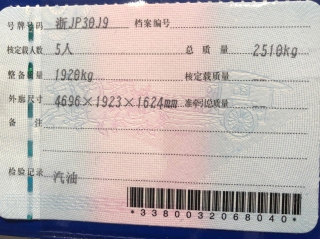 号牌号码 浙JP30J9 档案编号
核定载人数 5人 总质量 2510kg
整备质量 1920kg 核定载质量
外廓尺寸 4696×1923×1624mm 准牵引总质量
备注
检验记录 汽油
*3380032068040*